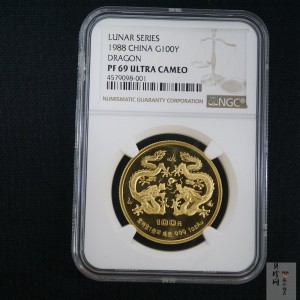 LUNAR SERIES
1988 CHINA G100Y
DRAGON
PF 69 ULTRA CAMEO
4579098-001
NUMISMATIC GUARANTY CORPORATION
NGC
100元